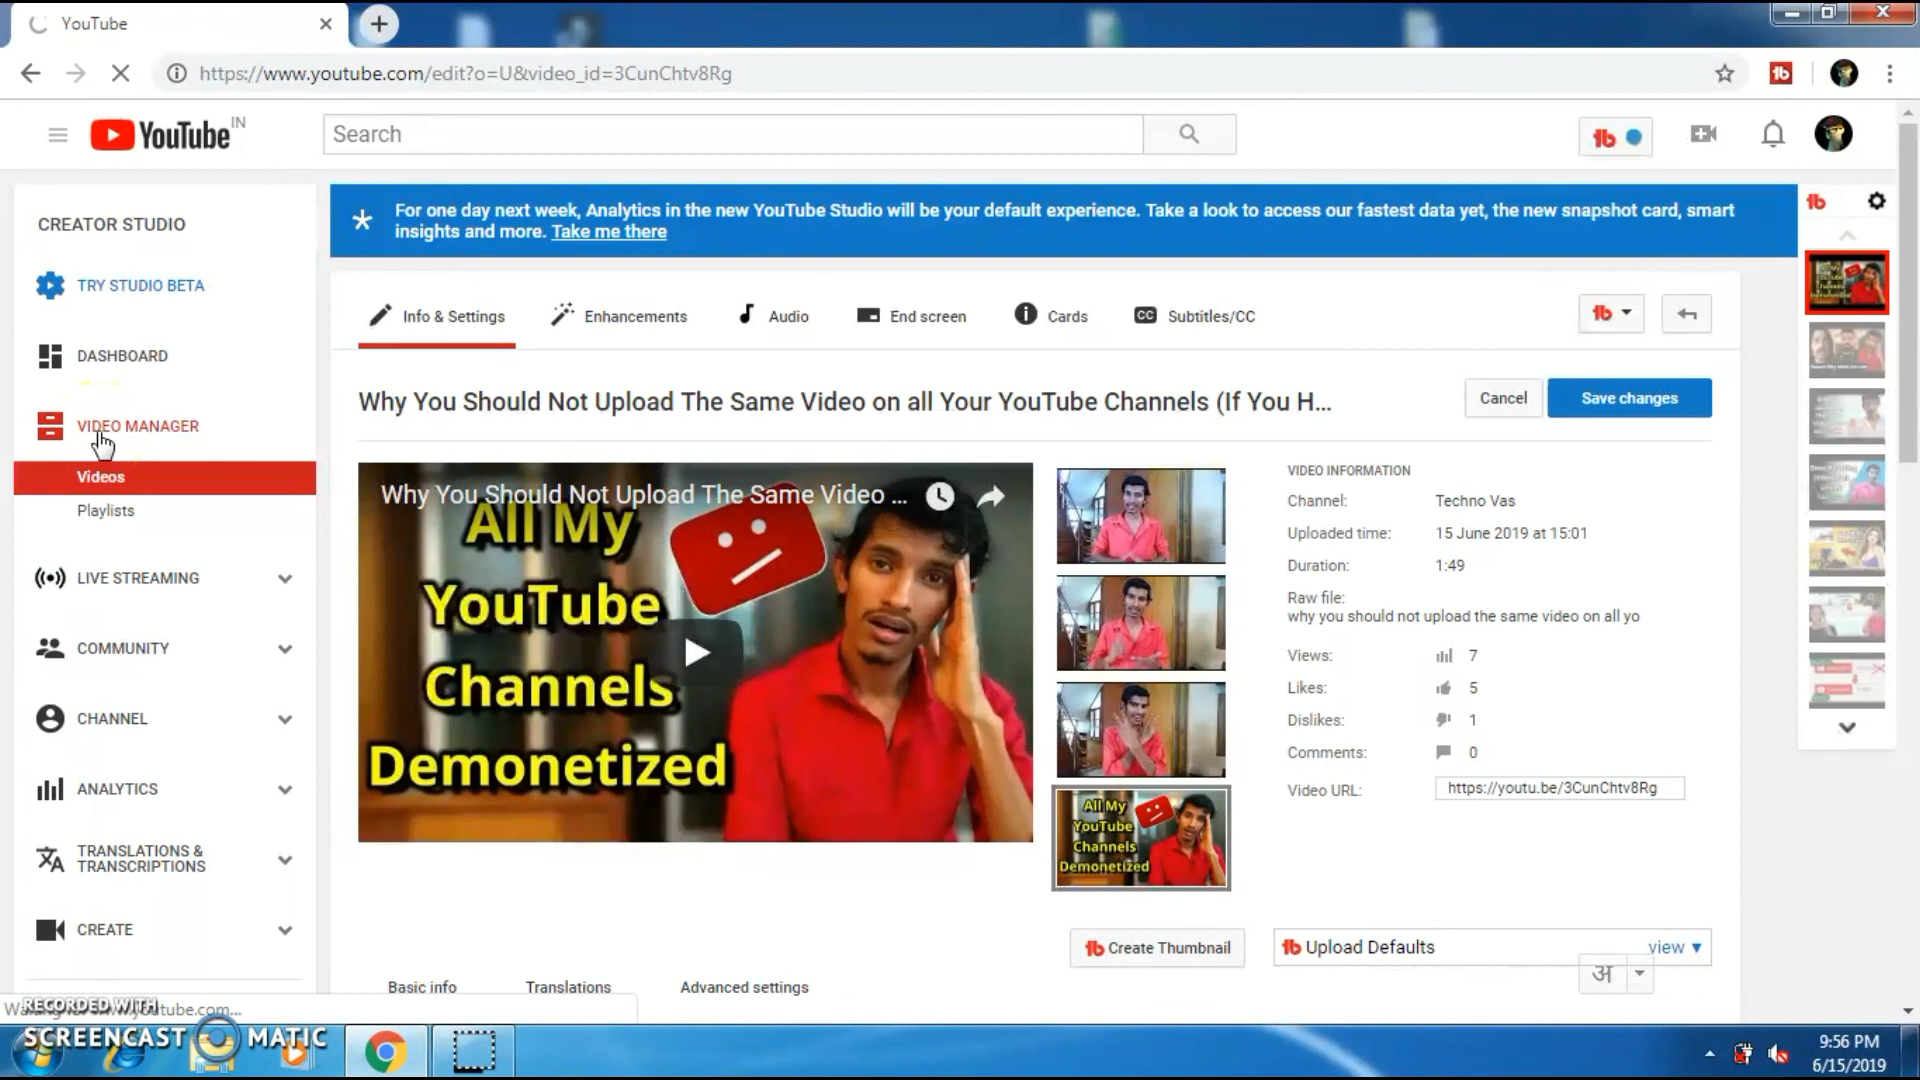 YouTube
https://www.youtube.com/edit?o=U&video_id=3CunChtv8Rg
YouTube IN
Search
CREATOR STUDIO
TRY STUDIO BETA
DASHBOARD
VIDEO MANAGER
Videos
Playlists
LIVE STREAMING
COMMUNITY
CHANNEL
ANALYTICS
TRANSLATIONS &
TRANSCRIPTIONS
CREATE
For one day next week, Analytics in the new YouTube Studio will be your default experience. Take a look to access our fastest data yet, the new snapshot card, smart
insights and more. Take me there
Info & Settings
Enhancements
Audio
End screen
Cards
CC Subtitles/CC
Why You Should Not Upload The Same Video on all Your YouTube Channels (If You H...
Cancel
Save changes
Why You Should Not Upload The Same Video ...
All My
YouTube
Channels
Demonetized
All My
YouTube
Channels
Demonetized
VIDEO INFORMATION
Channel: Techno Vas
Uploaded time: 15 June 2019 at 15:01
Duration: 1:49
Raw file:
why you should not upload the same video on all yo
Views: 7
Likes: 5
Dislikes: 1
Comments: 0
Video URL: https://youtu.be/3CunChtv8Rg
Create Thumbnail
Upload Defaults
view ▼
अ
Basic info
Translations
Advanced settings
RECORDED WITH
SCREENCAST MATIC
9:56 PM
6/15/2019